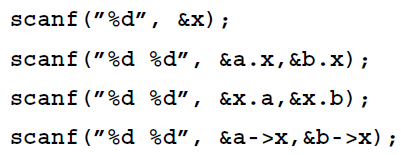 scanf(”%d”, &x);
scanf(”%d %d”, &a.x,&b.x);
scanf(”%d %d”, &x.a,&x.b);
scanf(”%d %d”, &a->x,&b->x);